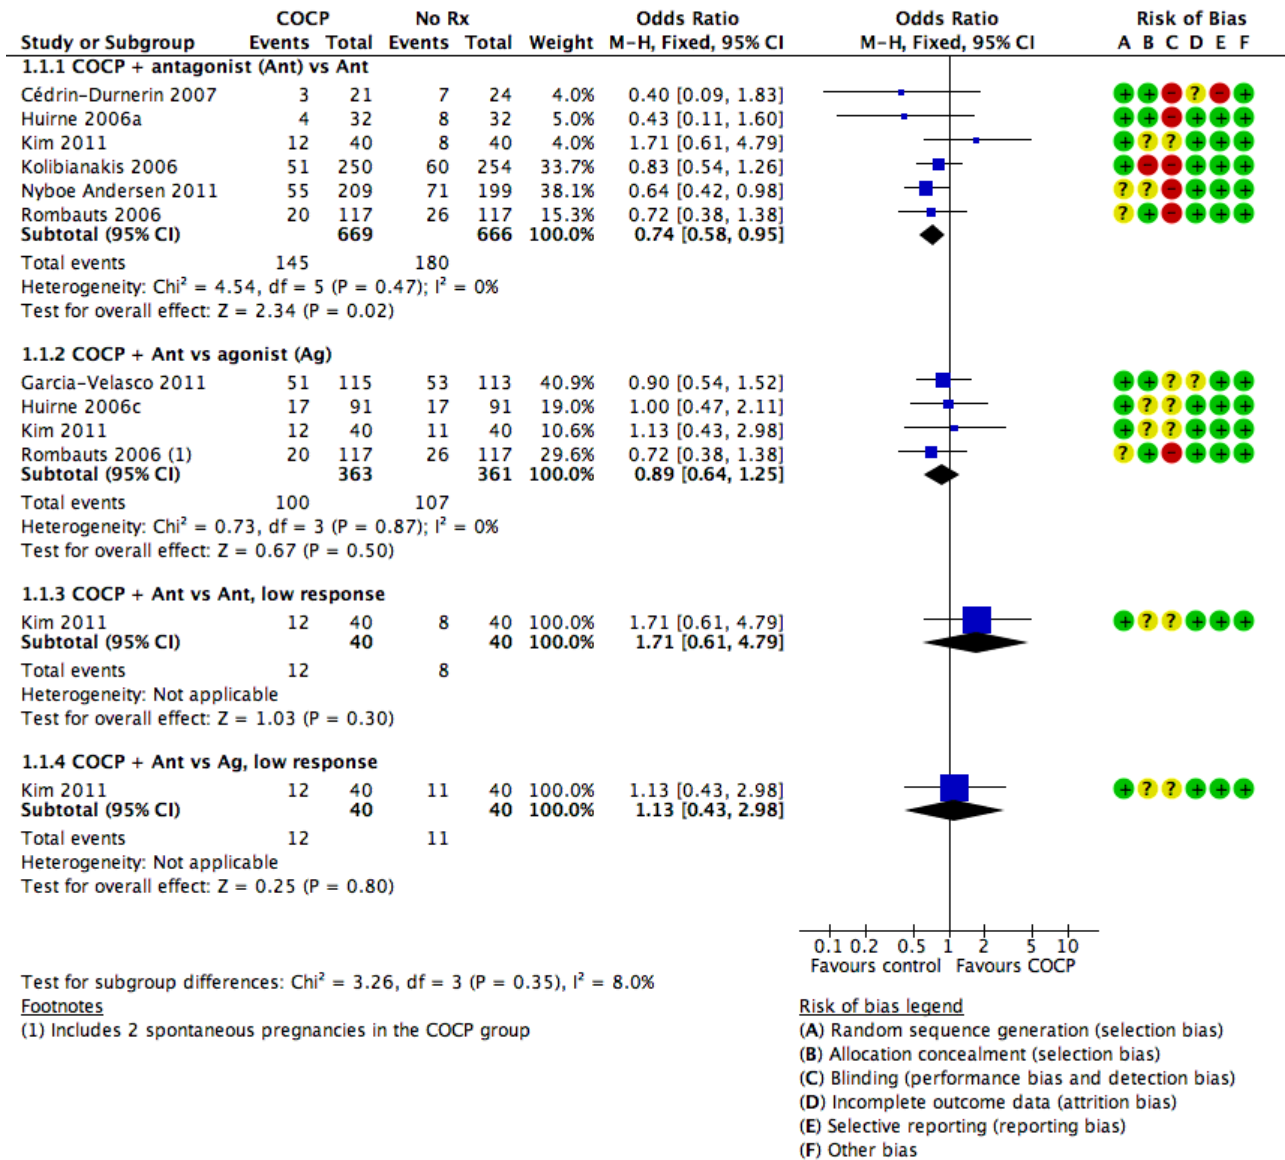 COCP No Rx Odds Ratio Odds Ratio Risk of Bias
Study or Subgroup Events Total Events Total Weight M-H, Fixed, 95% CI M-H, Fixed, 95% CI A B C D E F
1.1.1 COCP + antagonist (Ant) vs Ant
Cédrin-Durnerin 2007 3 21 7 24 4.0% 0.40 [0.09, 1.83] + + - ? - +
Huirne 2006a 4 32 8 32 5.0% 0.43 [0.11, 1.60] + + - + + +
Kim 2011 12 40 8 40 4.0% 1.71 [0.61, 4.79] + ? ? + + +
Kolibianakis 2006 51 250 60 254 33.7% 0.83 [0.54, 1.26] + - - + + +
Nyboe Andersen 2011 55 209 71 199 38.1% 0.64 [0.42, 0.98] ? ? - + + +
Rombauts 2006 20 117 26 117 15.3% 0.72 [0.38, 1.38] ? + - + + +
Subtotal (95% CI) 669 666 100.0% 0.74 [0.58, 0.95]
Total events 145 180
Heterogeneity: Chi² = 4.54, df = 5 (P = 0.47); I² = 0%
Test for overall effect: Z = 2.34 (P = 0.02)
1.1.2 COCP + Ant vs agonist (Ag)
Garcia-Velasco 2011 51 115 53 113 40.9% 0.90 [0.54, 1.52] + + ? ? + +
Huirne 2006c 17 91 17 91 19.0% 1.00 [0.47, 2.11] + ? ? + + +
Kim 2011 12 40 11 40 10.6% 1.13 [0.43, 2.98] + ? ? + + +
Rombauts 2006 (1) 20 117 26 117 29.6% 0.72 [0.38, 1.38] ? + - + + +
Subtotal (95% CI) 363 361 100.0% 0.89 [0.64, 1.25]
Total events 100 107
Heterogeneity: Chi² = 0.73, df = 3 (P = 0.87); I² = 0%
Test for overall effect: Z = 0.67 (P = 0.50)
1.1.3 COCP + Ant vs Ant, low response
Kim 2011 12 40 8 40 100.0% 1.71 [0.61, 4.79] + ? ? + + +
Subtotal (95% CI) 40 40 100.0% 1.71 [0.61, 4.79]
Total events 12 8
Heterogeneity: Not applicable
Test for overall effect: Z = 1.03 (P = 0.30)
1.1.4 COCP + Ant vs Ag, low response
Kim 2011 12 40 11 40 100.0% 1.13 [0.43, 2.98] + ? ? + + +
Subtotal (95% CI) 40 40 100.0% 1.13 [0.43, 2.98]
Total events 12 11
Heterogeneity: Not applicable
Test for overall effect: Z = 0.25 (P = 0.80)
0.1 0.2 0.5 1 2 5 10
Favours control Favours COCP
Test for subgroup differences: Chi² = 3.26, df = 3 (P = 0.35), I² = 8.0%
Footnotes
(1) Includes 2 spontaneous pregnancies in the COCP group
Risk of bias legend
(A) Random sequence generation (selection bias)
(B) Allocation concealment (selection bias)
(C) Blinding (performance bias and detection bias)
(D) Incomplete outcome data (attrition bias)
(E) Selective reporting (reporting bias)
(F) Other bias